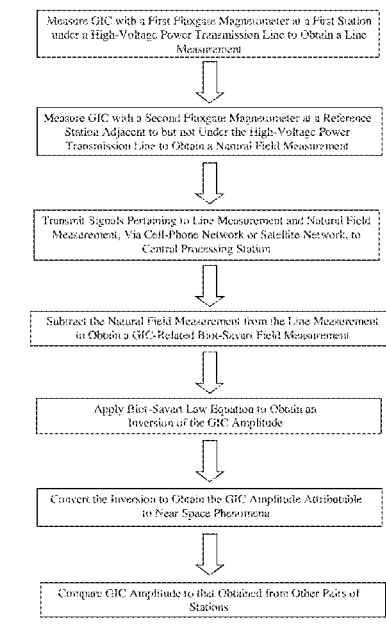 Measure GIC with a First Fluxgate Magnetometer at a First Station
under a High-Voltage Power Transmission Line to Obtain a Line
Measurement
Measure GIC with a Second Fluxgate Magnetometer at a Reference
Station Adjacent to but not Under the High-Voltage Power
Transmission Line to Obtain a Natural Field Measurement
Transmit Signals Pertaining to Line Measurement and Natural Field
Measurement, Via Cell-Phone Network or Satellite Network, to
Central Processing Station
Subtract the Natural Field Measurement from the Line Measurement
to Obtain a GIC-Related Biot-Savart Field Measurement
Apply Biot-Savart Law Equation to Obtain an
Inversion of the GIC Amplitude
Convert the Inversion to Obtain the GIC Amplitude Attributable
to Near Space Phenomena
Compare GIC Amplitude to that Obtained from Other Pairs of
Stations